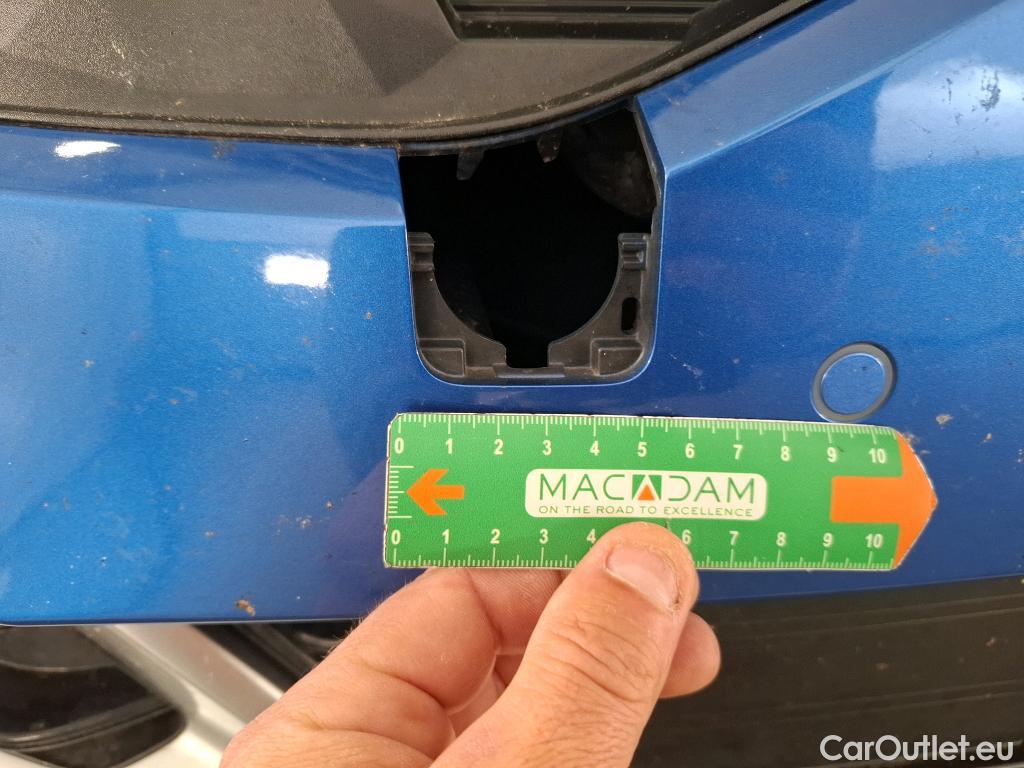 0 1 2 3 4 5 6 7 8 9 10
MACADAM
ON THE ROAD TO EXCELLENCE
0 1 2 3 4 6 7 8 9 10
CarOutlet.eu